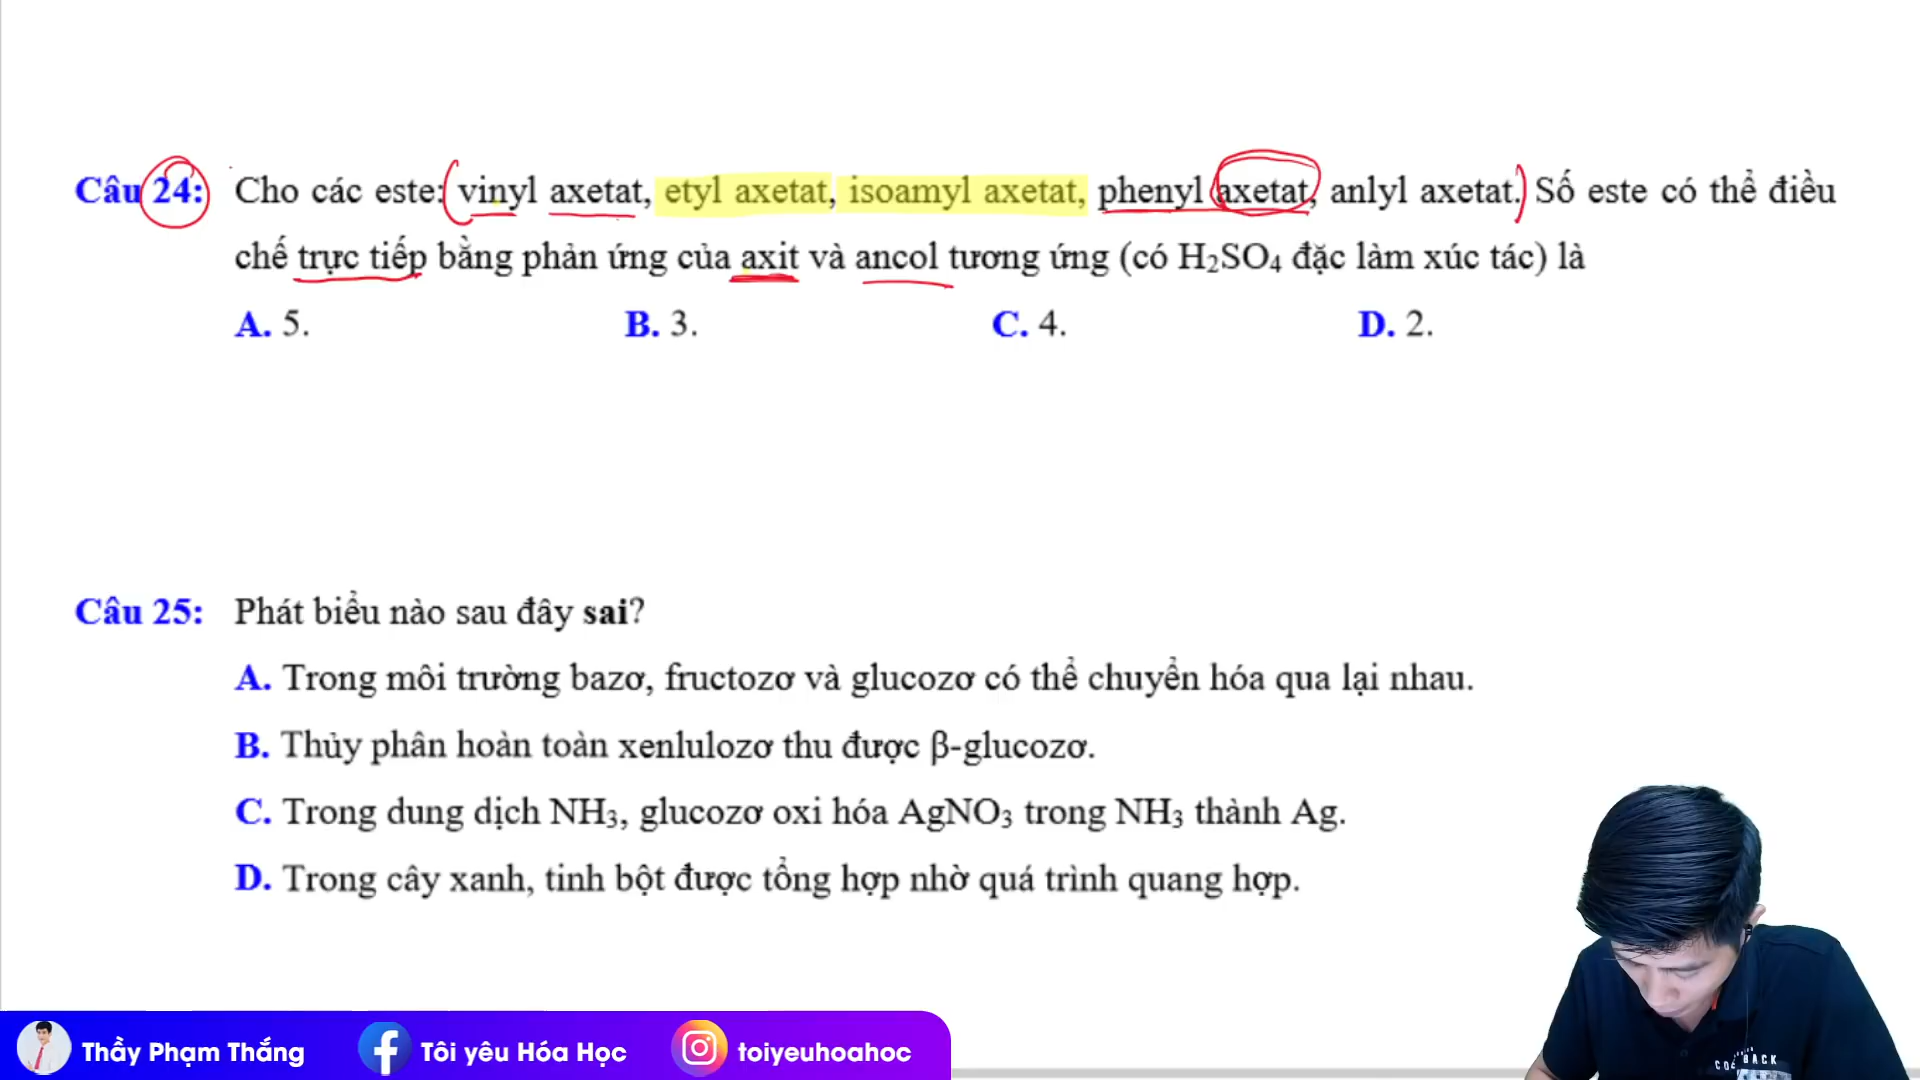 Câu 24: Cho các este: vinyl axetat, etyl axetat, isoamyl axetat, phenyl axetat, anlyl axetat. Số este có thể điều
chế trực tiếp bằng phản ứng của axit và ancol tương ứng (có H₂SO₄ đặc làm xúc tác) là
A. 5. B. 3. C. 4. D. 2.
Câu 25: Phát biểu nào sau đây sai?
A. Trong môi trường bazơ, fructozơ và glucozơ có thể chuyển hóa qua lại nhau.
B. Thủy phân hoàn toàn xenlulozơ thu được β-glucozơ.
C. Trong dung dịch NH₃, glucozơ oxi hóa AgNO₃ trong NH₃ thành Ag.
D. Trong cây xanh, tinh bột được tổng hợp nhờ quá trình quang hợp.
Thầy Phạm Thắng Tôi yêu Hóa Học toiyeuhoahoc